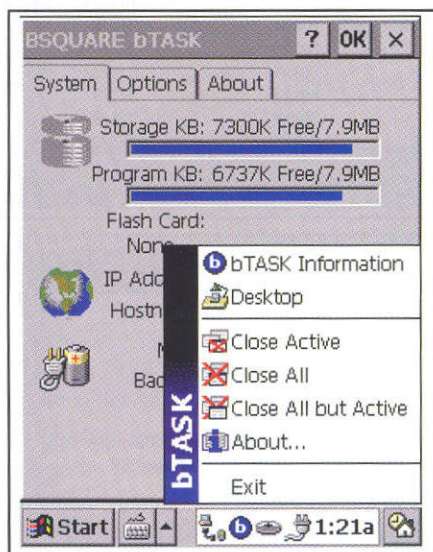 BSQUARE bTASK ? OK ×
System Options About
Storage KB: 7300K Free/7.9MB
Program KB: 6737K Free/7.9MB
Flash Card:
None
IP Add
Hostn
Bac
bTASK
bTASK Information
Desktop
Close Active
Close All
Close All but Active
About...
Exit
Start 1:21a